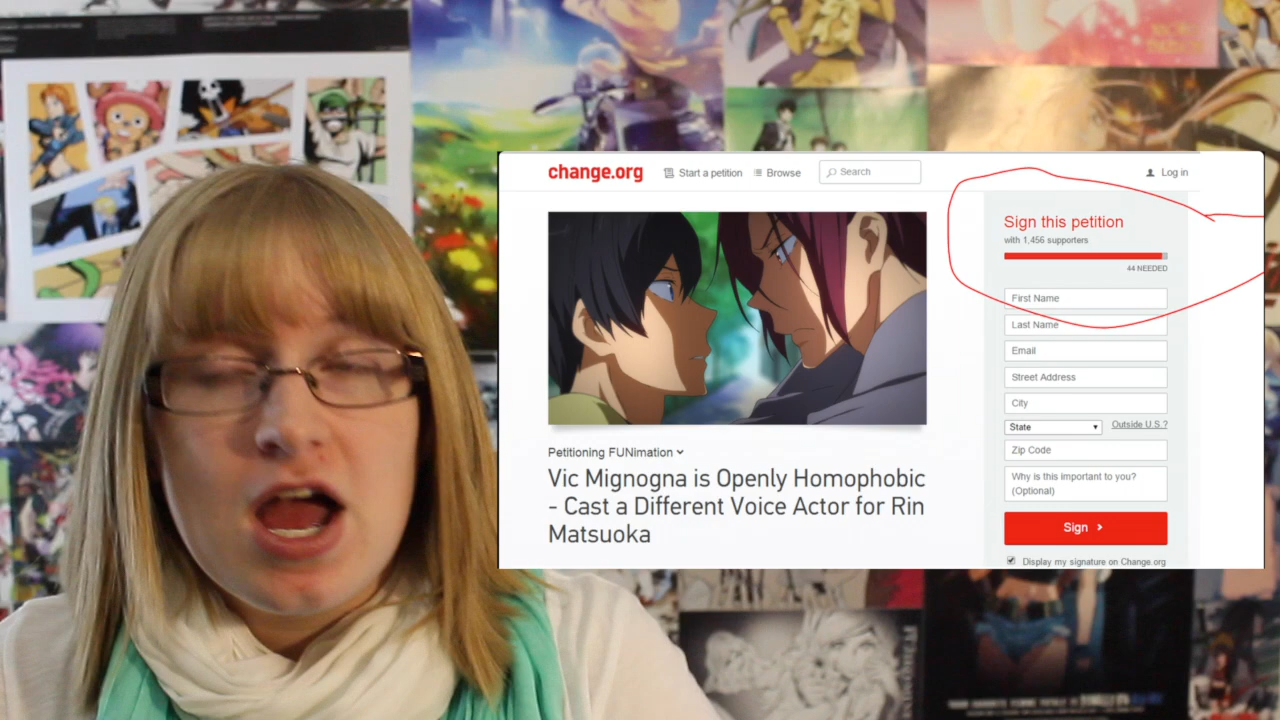 change.org
Start a petition
Browse
Search
Log in
Sign this petition
with 1,456 supporters
44 NEEDED
First Name
Last Name
Email
Street Address
City
State
Outside U.S.?
Zip Code
Why is this important to you?
(Optional)
Sign >
Display my signature on Change.org
Petitioning FUNimation
Vic Mignogna is Openly Homophobic
- Cast a Different Voice Actor for Rin
Matsuoka